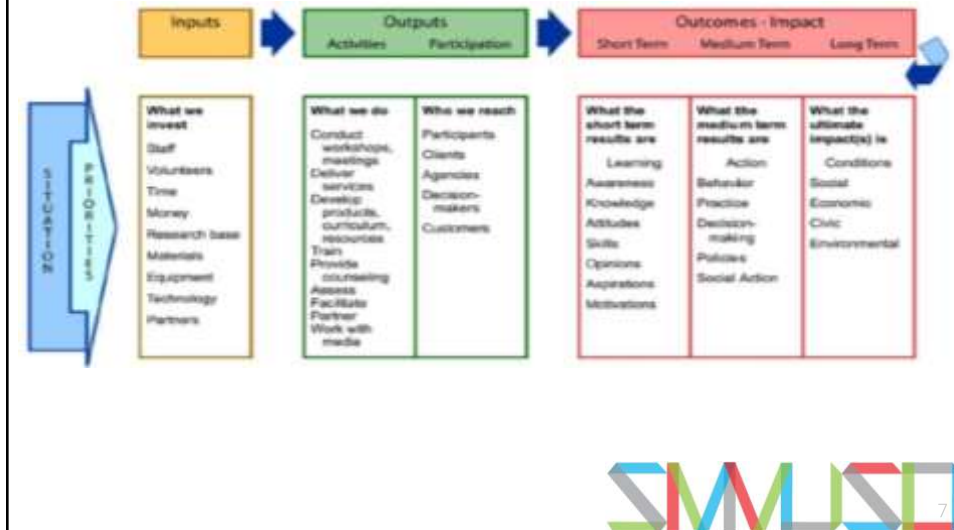 Inputs
Outputs
Activities Participation
Outcomes - Impact
Short Term Medium Term Long Term
SITUATION
PRIORITIES
What we
invest
Staff
Volunteers
Time
Money
Research base
Materials
Equipment
Technology
Partners
What we do
Conduct
workshops,
meetings
Deliver
services
Develop
products,
curriculum,
resources
Train
Provide
counseling
Assess
Facilitate
Partner
Work with
media
Who we reach
Participants
Clients
Agencies
Decision-
makers
Customers
What the
short term
results are
Learning
Awareness
Knowledge
Attitudes
Skills
Opinions
Aspirations
Motivations
What the
medium term
results are
Action
Behavior
Practice
Decision-
making
Policies
Social Action
What the
ultimate
impact(s) is
Conditions
Social
Economic
Civic
Environmental
SMMUSD
7